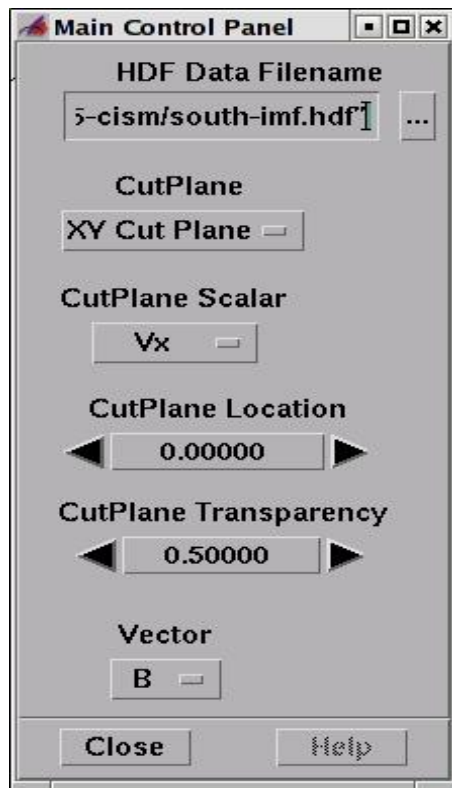 Main Control Panel
HDF Data Filename
5-cism/south-imf.hdf"
...
CutPlane
XY Cut Plane
CutPlane Scalar
Vx
CutPlane Location
0.00000
CutPlane Transparency
0.50000
Vector
B
Close
Help